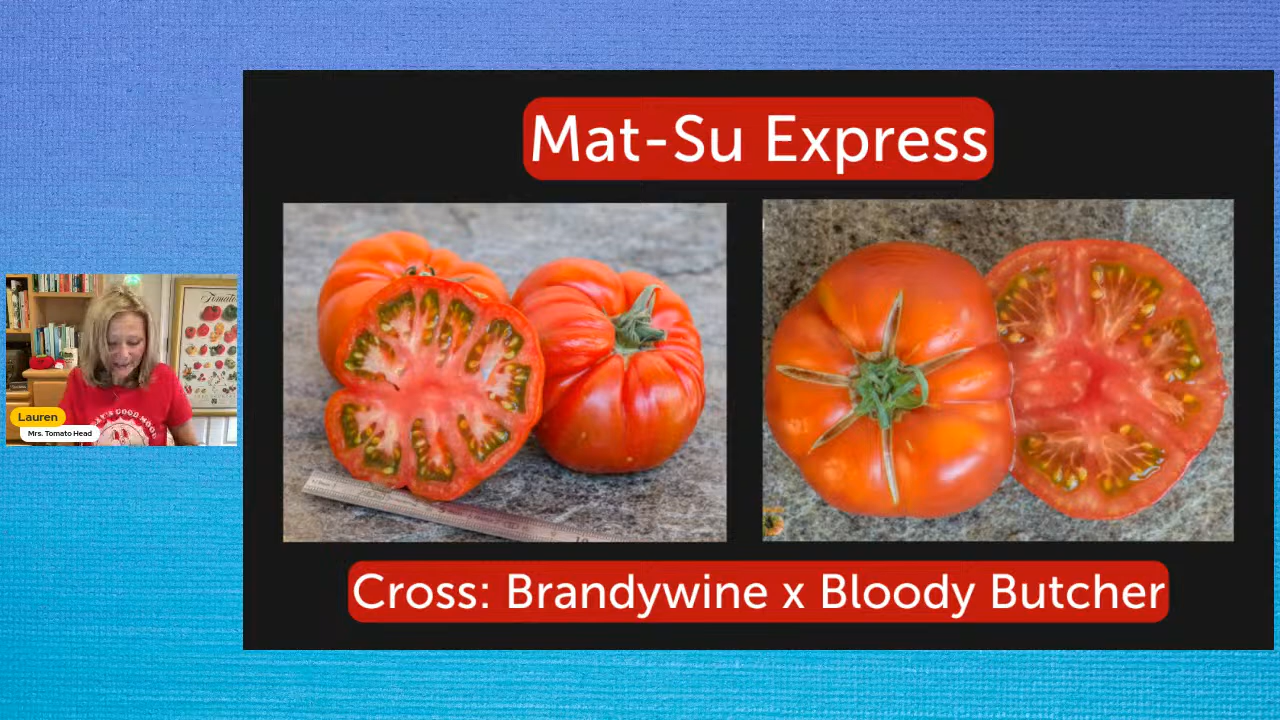 Mat-Su Express
Lauren
Mrs. Tomato Head
Cross: Brandywine x Bloody Butcher